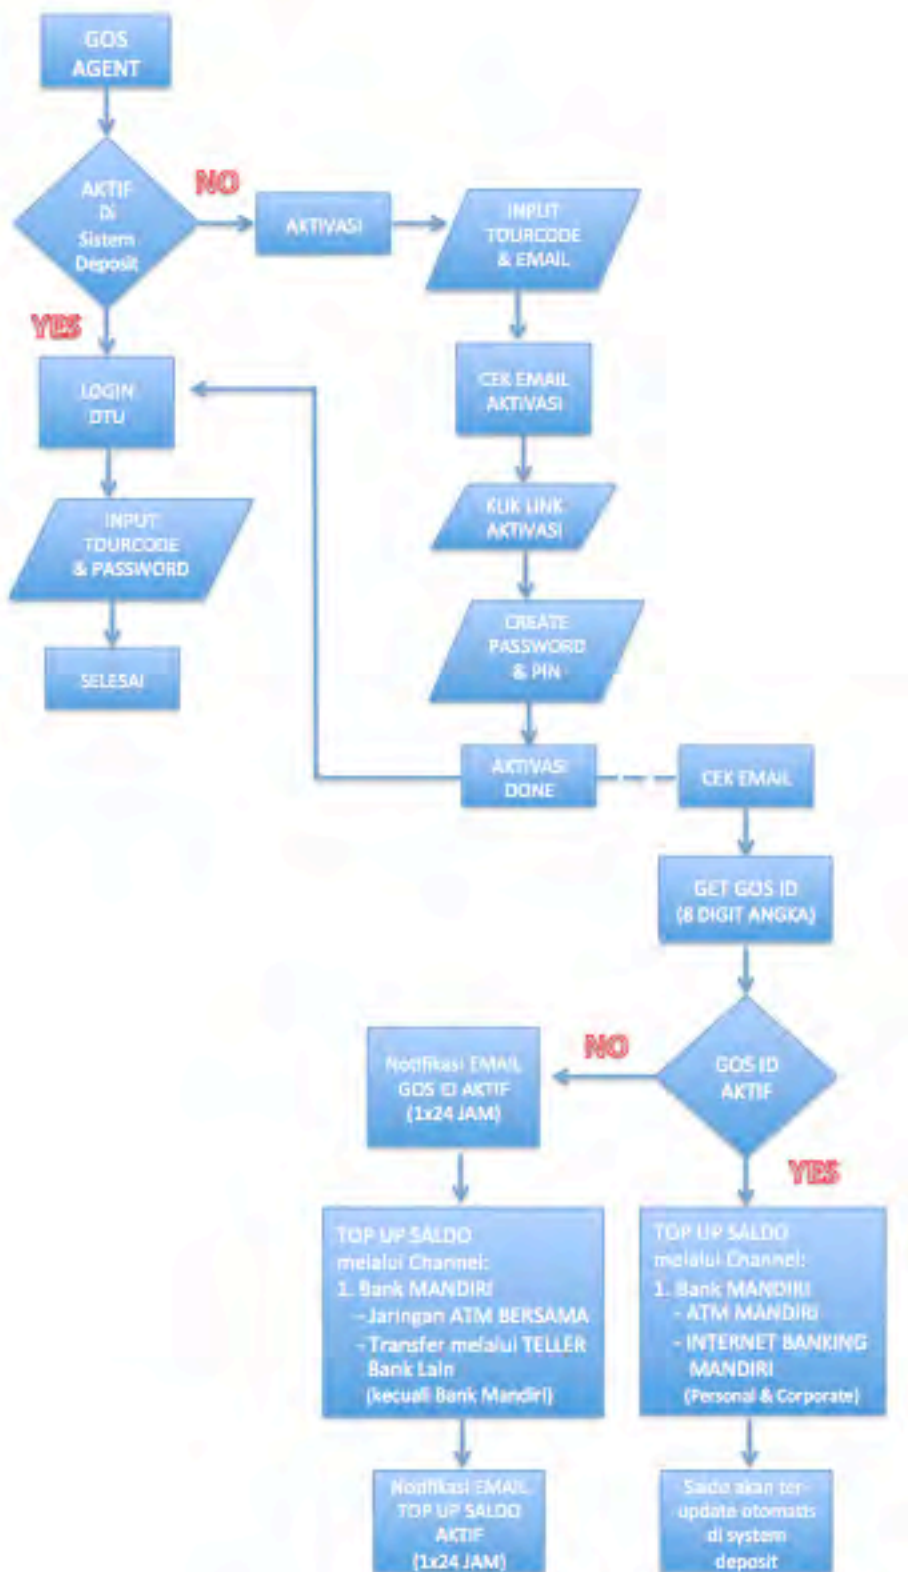 GOS
AGENT
AKTIF
Di
Sistem
Deposit
NO
AKTIVASI
INPUT
TOURCODE
& EMAIL
YES
LOGIN
DTU
CEK EMAIL
AKTIVASI
INPUT
TOURCODE
& PASSWORD
KLIK LINK
AKTIVASI
CREATE
PASSWORD
& PIN
SELESAI
AKTIVASI
DONE
CEK EMAIL
GET GOS ID
(8 DIGIT ANGKA)
GOS ID
AKTIF
NO
Notifikasi EMAIL
GOS ID AKTIF
(1x24 JAM)
YES
TOP UP SALDO
melalui Channel:
1. Bank MANDIRI
- Jaringan ATM BERSAMA
- Transfer melalui TELLER
Bank Lain
(kecuali Bank Mandiri)
TOP UP SALDO
melalui Channel:
1. Bank MANDIRI
- ATM MANDIRI
- INTERNET BANKING
MANDIRI
(Personal & Corporate)
Notifikasi EMAIL
TOP UP SALDO
AKTIF
(1x24 JAM)
Saldo akan ter-
update otomatis
di system
deposit